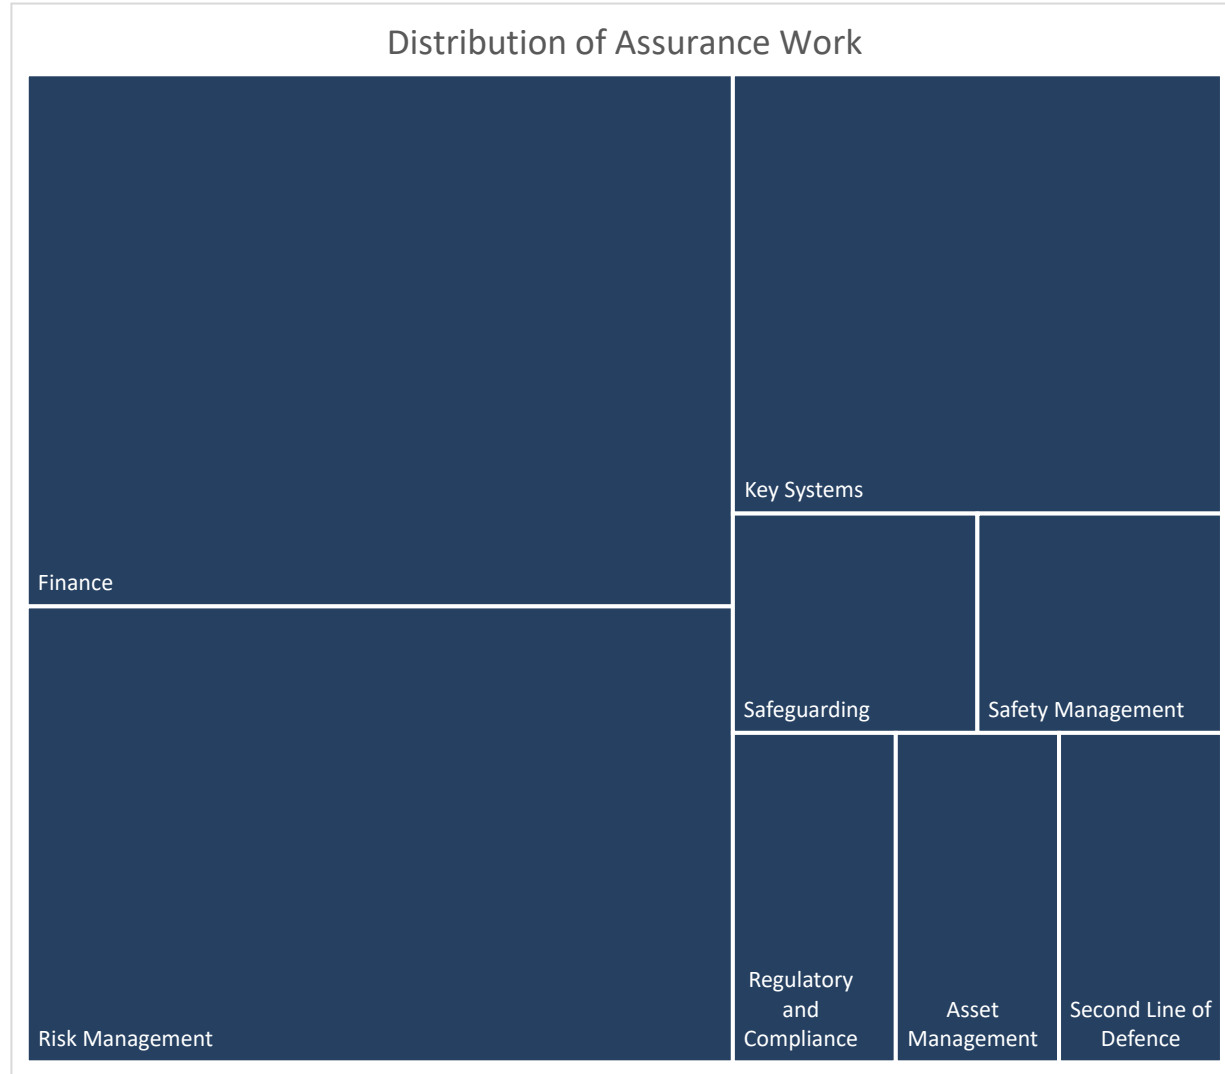 Distribution of Assurance Work
Finance
Risk Management
Key Systems
Safeguarding
Safety Management
Regulatory
and
Compliance
Asset
Management
Second Line of
Defence